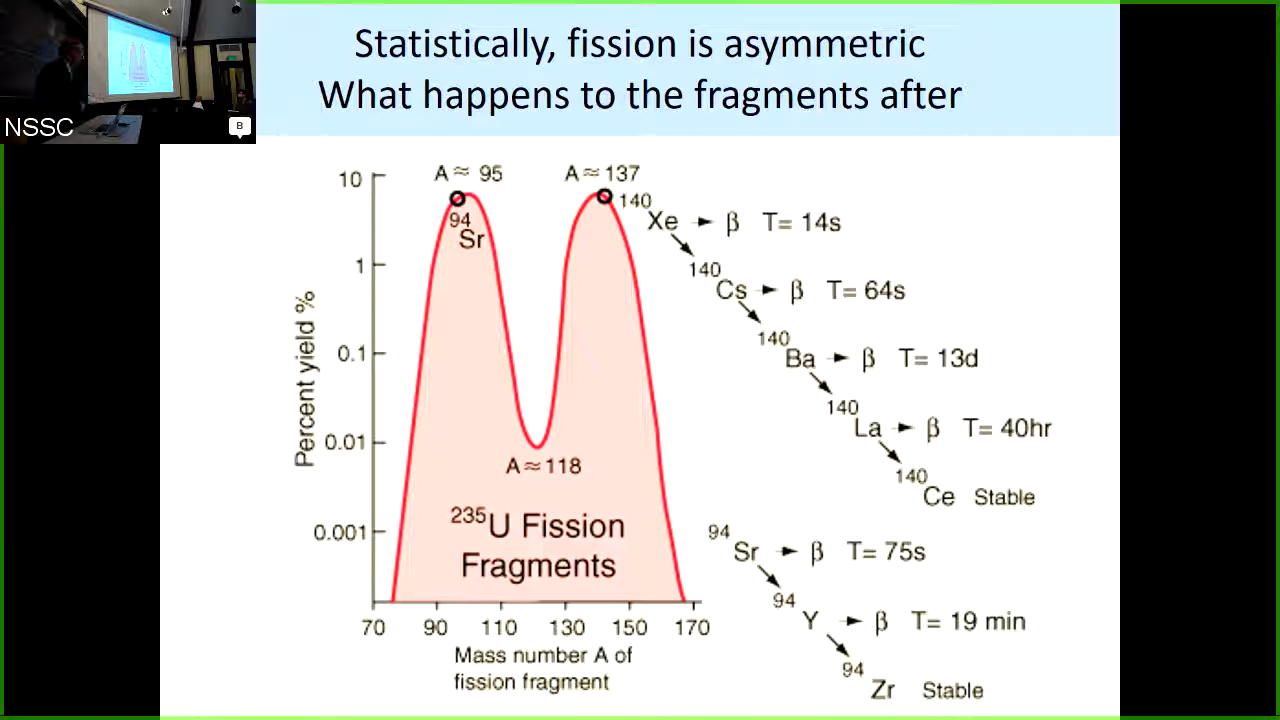 Statistically, fission is asymmetric
What happens to the fragments after
NSSC
B
A ≈ 95
A ≈ 137
10
1
0.1
0.01
0.001
Percent yield %
94
Sr
A ≈ 118
235U Fission
Fragments
70 90 110 130 150 170
Mass number A of
fission fragment
140 Xe → β T= 14s
140 Cs → β T= 64s
140 Ba → β T= 13d
140 La → β T= 40hr
140 Ce Stable
94 Sr → β T= 75s
94 Y → β T= 19 min
94 Zr Stable